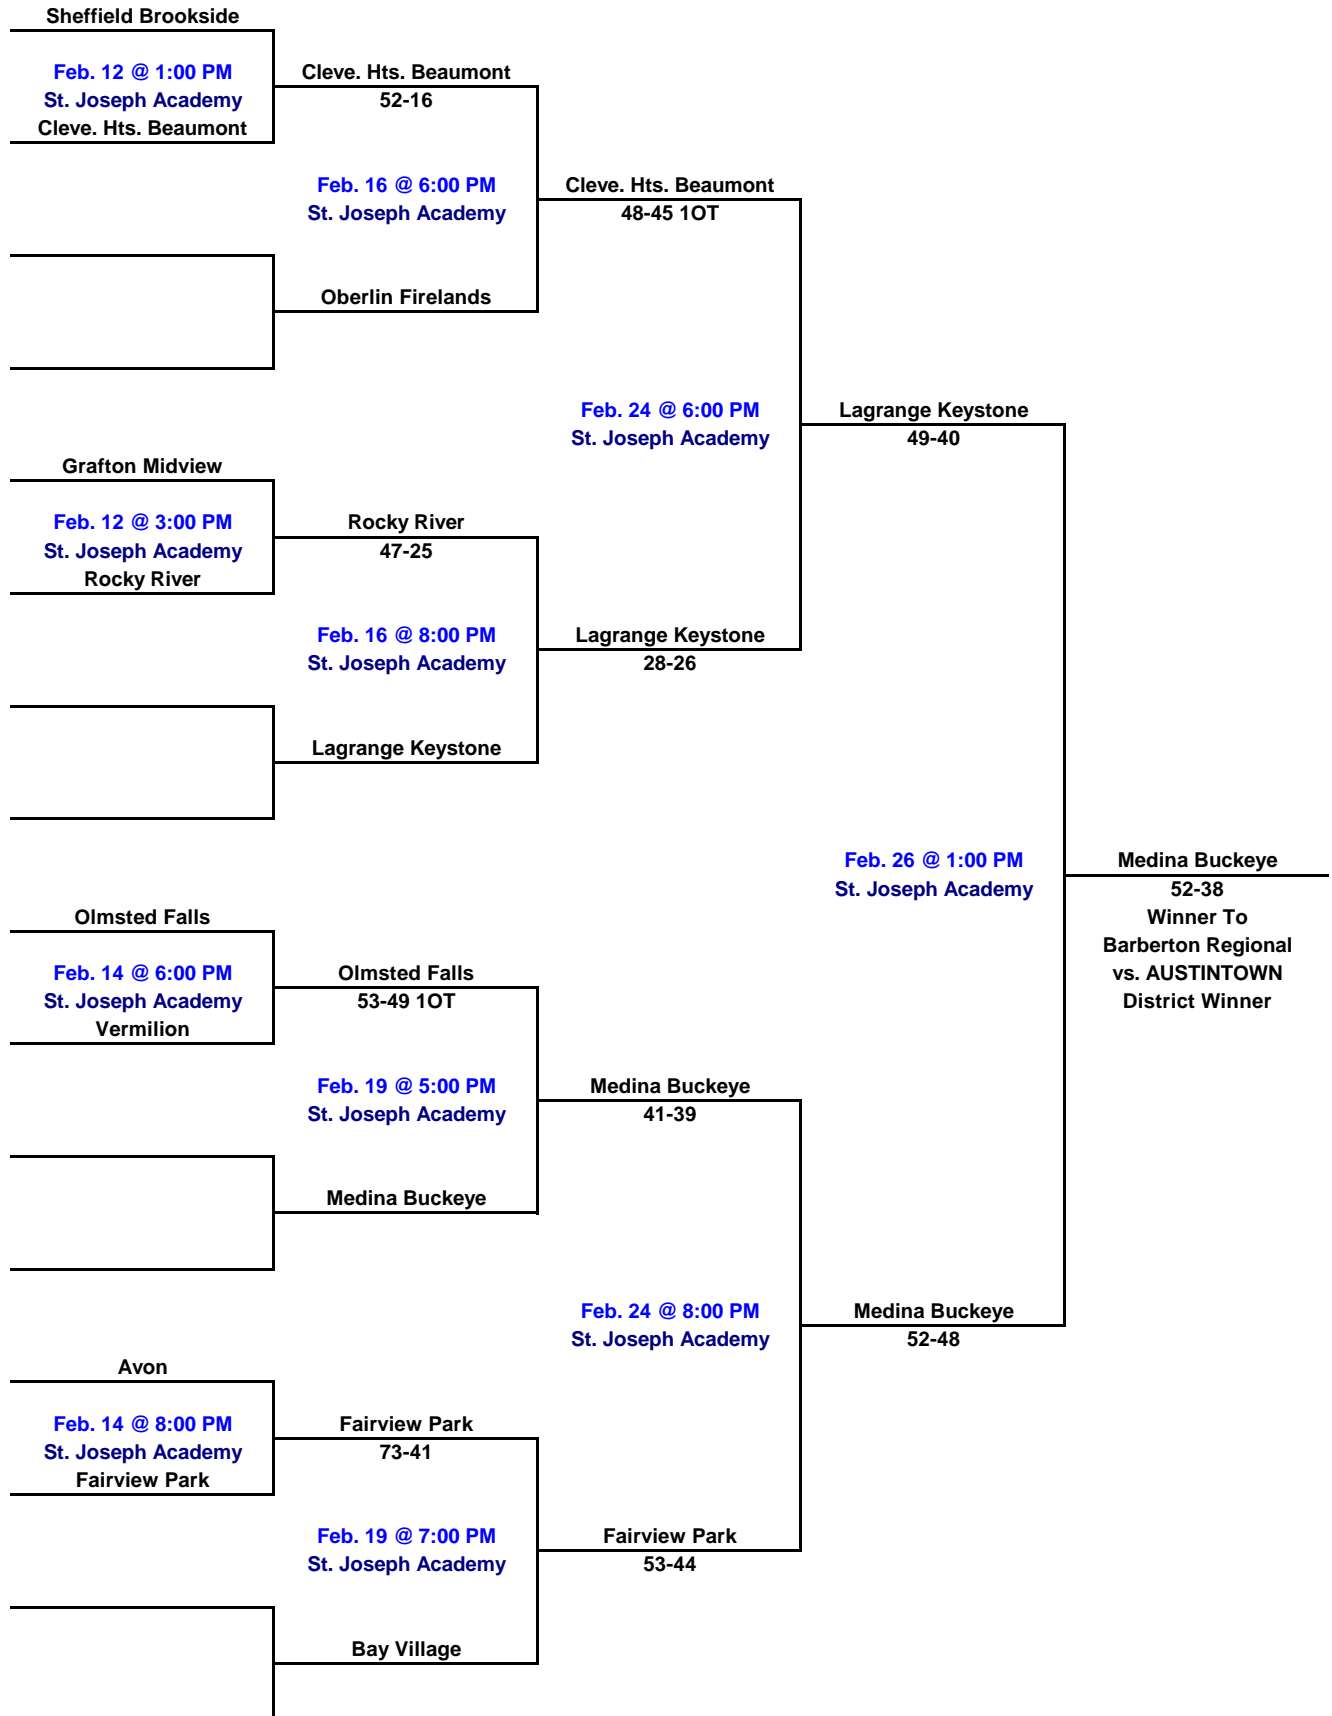 Sheffield Brookside
Feb. 12 @ 1:00 PM
St. Joseph Academy
Cleve. Hts. Beaumont
Cleve. Hts. Beaumont
52-16
Feb. 16 @ 6:00 PM
St. Joseph Academy
Cleve. Hts. Beaumont
48-45 1OT
Oberlin Firelands
Feb. 24 @ 6:00 PM
St. Joseph Academy
Lagrange Keystone
49-40
Grafton Midview
Feb. 12 @ 3:00 PM
St. Joseph Academy
Rocky River
Rocky River
47-25
Feb. 16 @ 8:00 PM
St. Joseph Academy
Lagrange Keystone
28-26
Lagrange Keystone
Feb. 26 @ 1:00 PM
St. Joseph Academy
Medina Buckeye
52-38
Winner To
Barberton Regional
vs. AUSTINTOWN
District Winner
Olmsted Falls
Feb. 14 @ 6:00 PM
St. Joseph Academy
Vermilion
Olmsted Falls
53-49 1OT
Feb. 19 @ 5:00 PM
St. Joseph Academy
Medina Buckeye
41-39
Medina Buckeye
Feb. 24 @ 8:00 PM
St. Joseph Academy
Medina Buckeye
52-48
Avon
Feb. 14 @ 8:00 PM
St. Joseph Academy
Fairview Park
Fairview Park
73-41
Feb. 19 @ 7:00 PM
St. Joseph Academy
Fairview Park
53-44
Bay Village